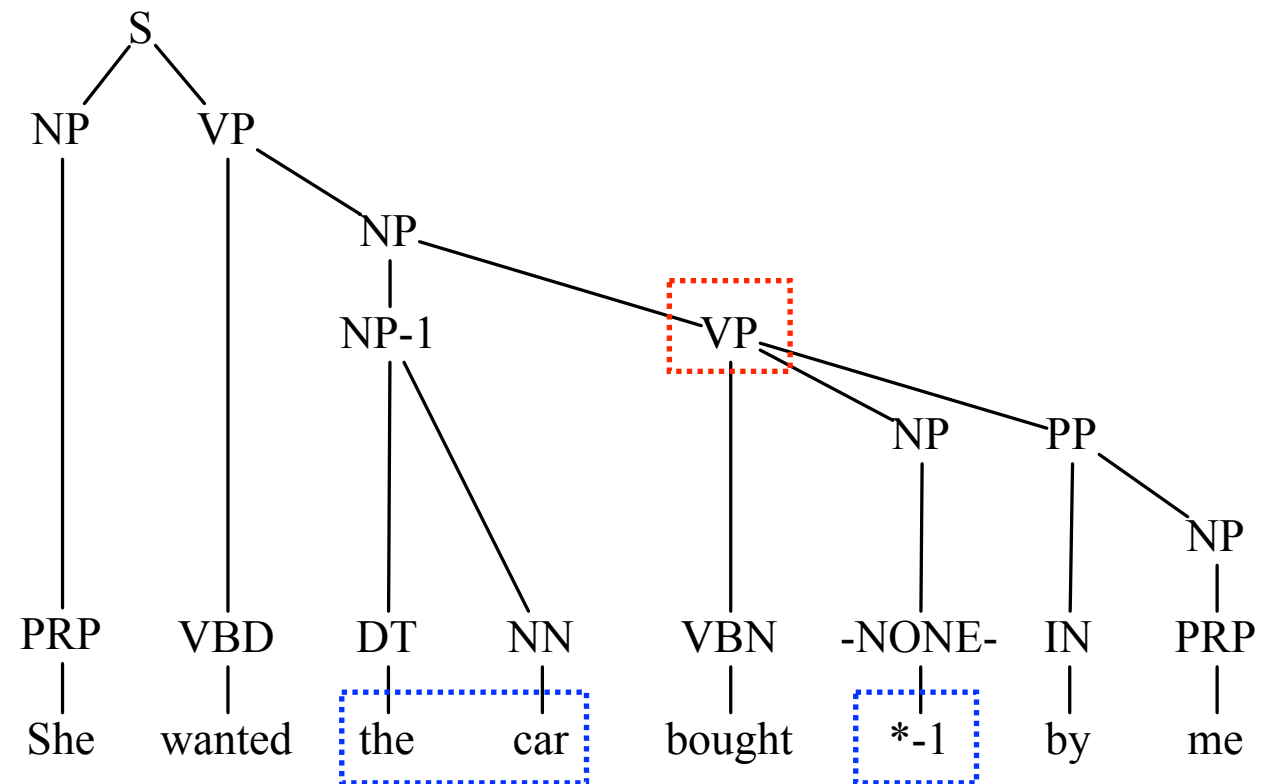 S
NP VP
NP
NP-1 VP
NP PP
NP
PRP VBD DT NN VBN -NONE- IN PRP
She wanted the car bought *-1 by me